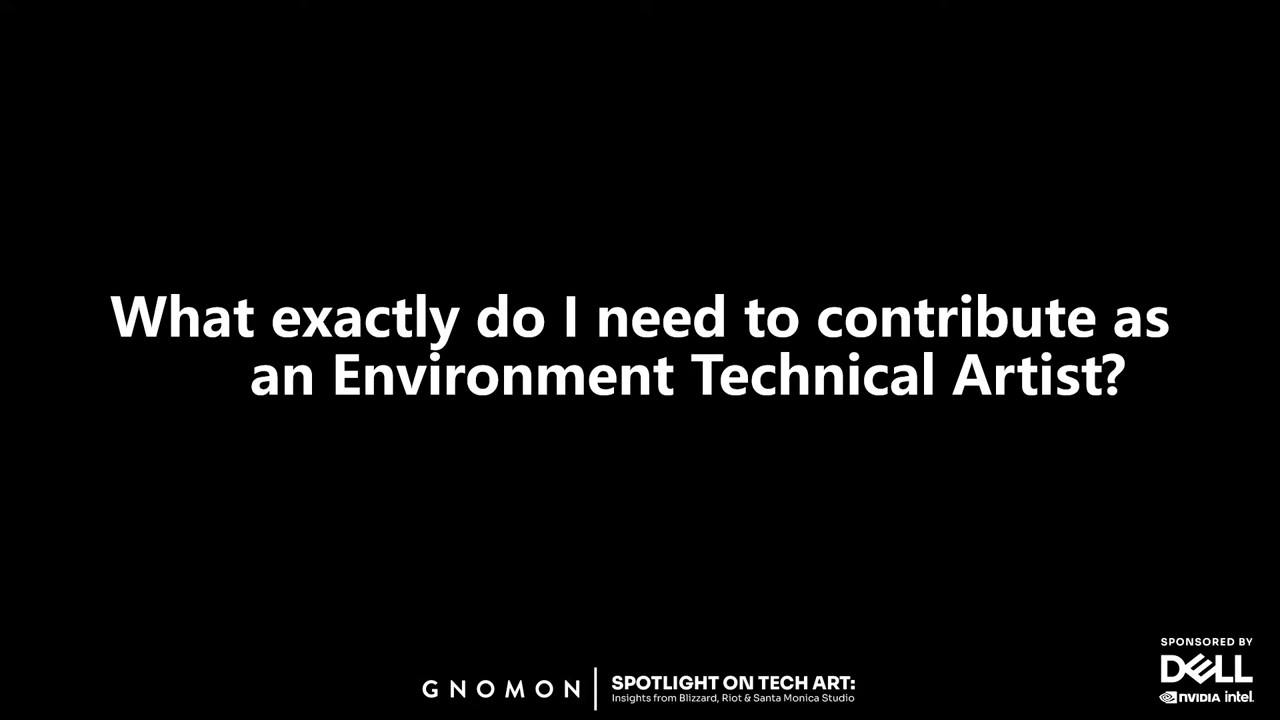 What exactly do I need to contribute as
an Environment Technical Artist?
SPONSORED BY
DELL
NVIDIA intel.
GNOMON
SPOTLIGHT ON TECH ART:
Insights from Blizzard, Riot & Santa Monica Studio